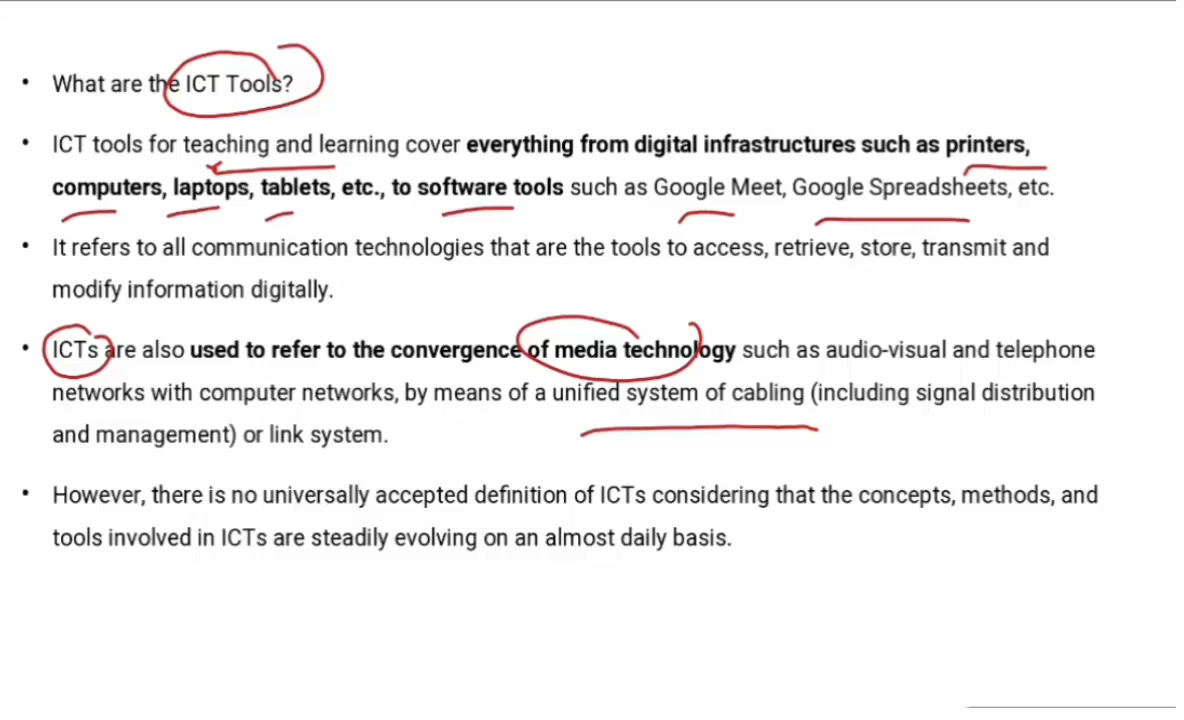 • What are the ICT Tools?
• ICT tools for teaching and learning cover everything from digital infrastructures such as printers,
computers, laptops, tablets, etc., to software tools such as Google Meet, Google Spreadsheets, etc.
• It refers to all communication technologies that are the tools to access, retrieve, store, transmit and
modify information digitally.
• ICTs are also used to refer to the convergence of media technology such as audio-visual and telephone
networks with computer networks, by means of a unified system of cabling (including signal distribution
and management) or link system.
• However, there is no universally accepted definition of ICTs considering that the concepts, methods, and
tools involved in ICTs are steadily evolving on an almost daily basis.